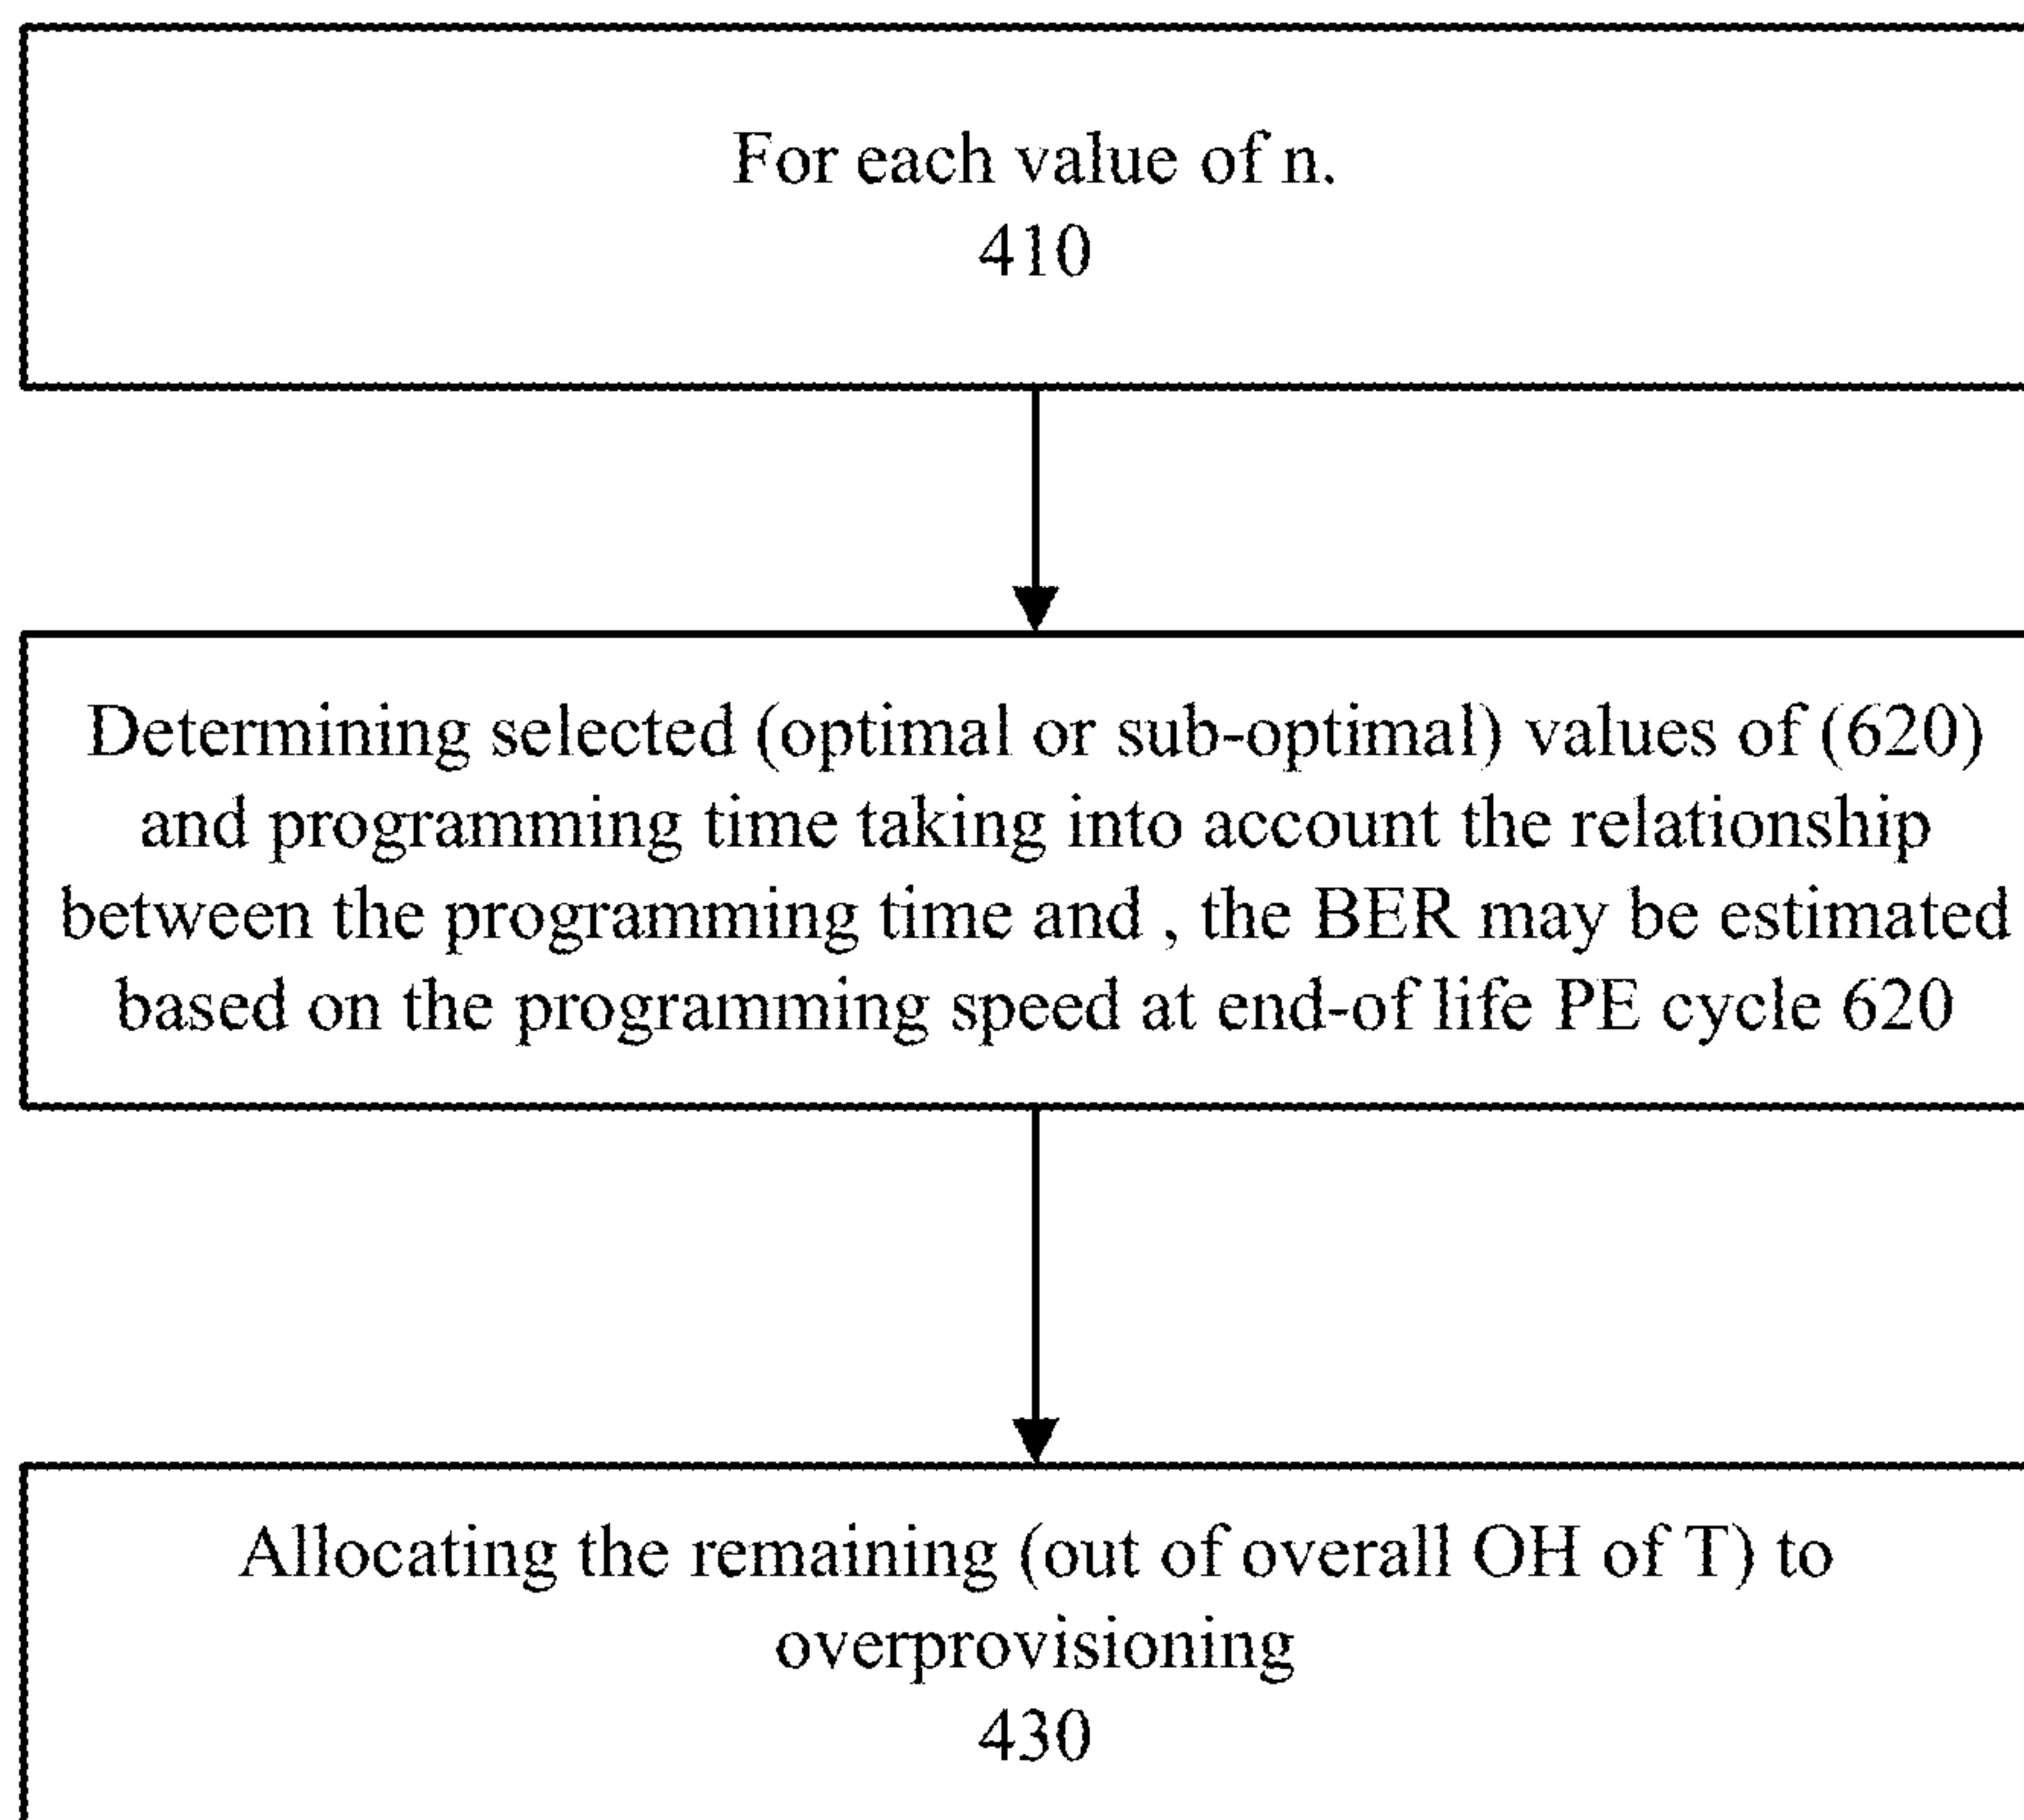 For each value of n.
410
Determining selected (optimal or sub-optimal) values of (620)
and programming time taking into account the relationship
between the programming time and , the BER may be estimated
based on the programming speed at end-of life PE cycle 620
Allocating the remaining (out of overall OH of T) to
overprovisioning
430